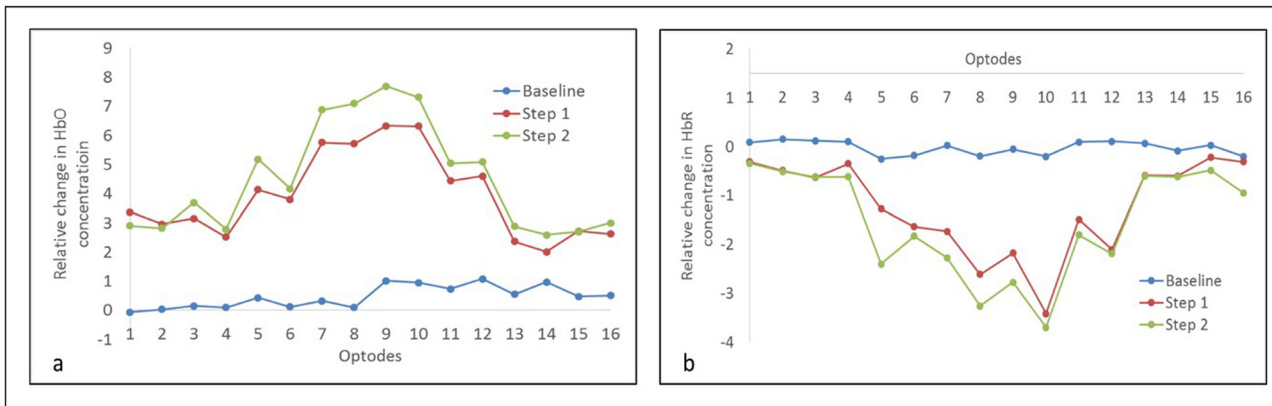 Relative change in HbO
concentratioin
9
8
7
6
5
4
3
2
1
0
-1
1 2 3 4 5 6 7 8 9 10 11 12 13 14 15 16
Optodes
Baseline
Step 1
Step 2
a
Relative change in HbR
concentration
2
1
0
-1
-2
-3
-4
Optodes
1 2 3 4 5 6 7 8 9 10 11 12 13 14 15 16
Baseline
Step 1
Step 2
b